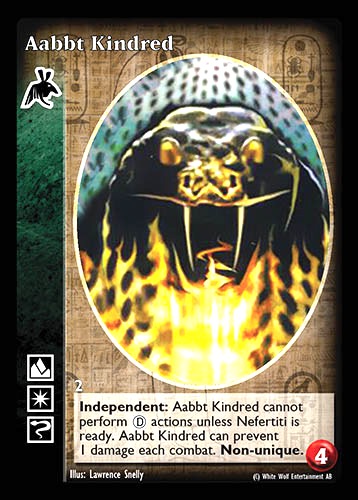 Aabbt Kindred
2
Independent: Aabbt Kindred cannot
perform Ⓓ actions unless Nefertiti is
ready. Aabbt Kindred can prevent
1 damage each combat. Non-unique.
4
Illus: Lawrence Snelly
(C) White Wolf Entertainment AB